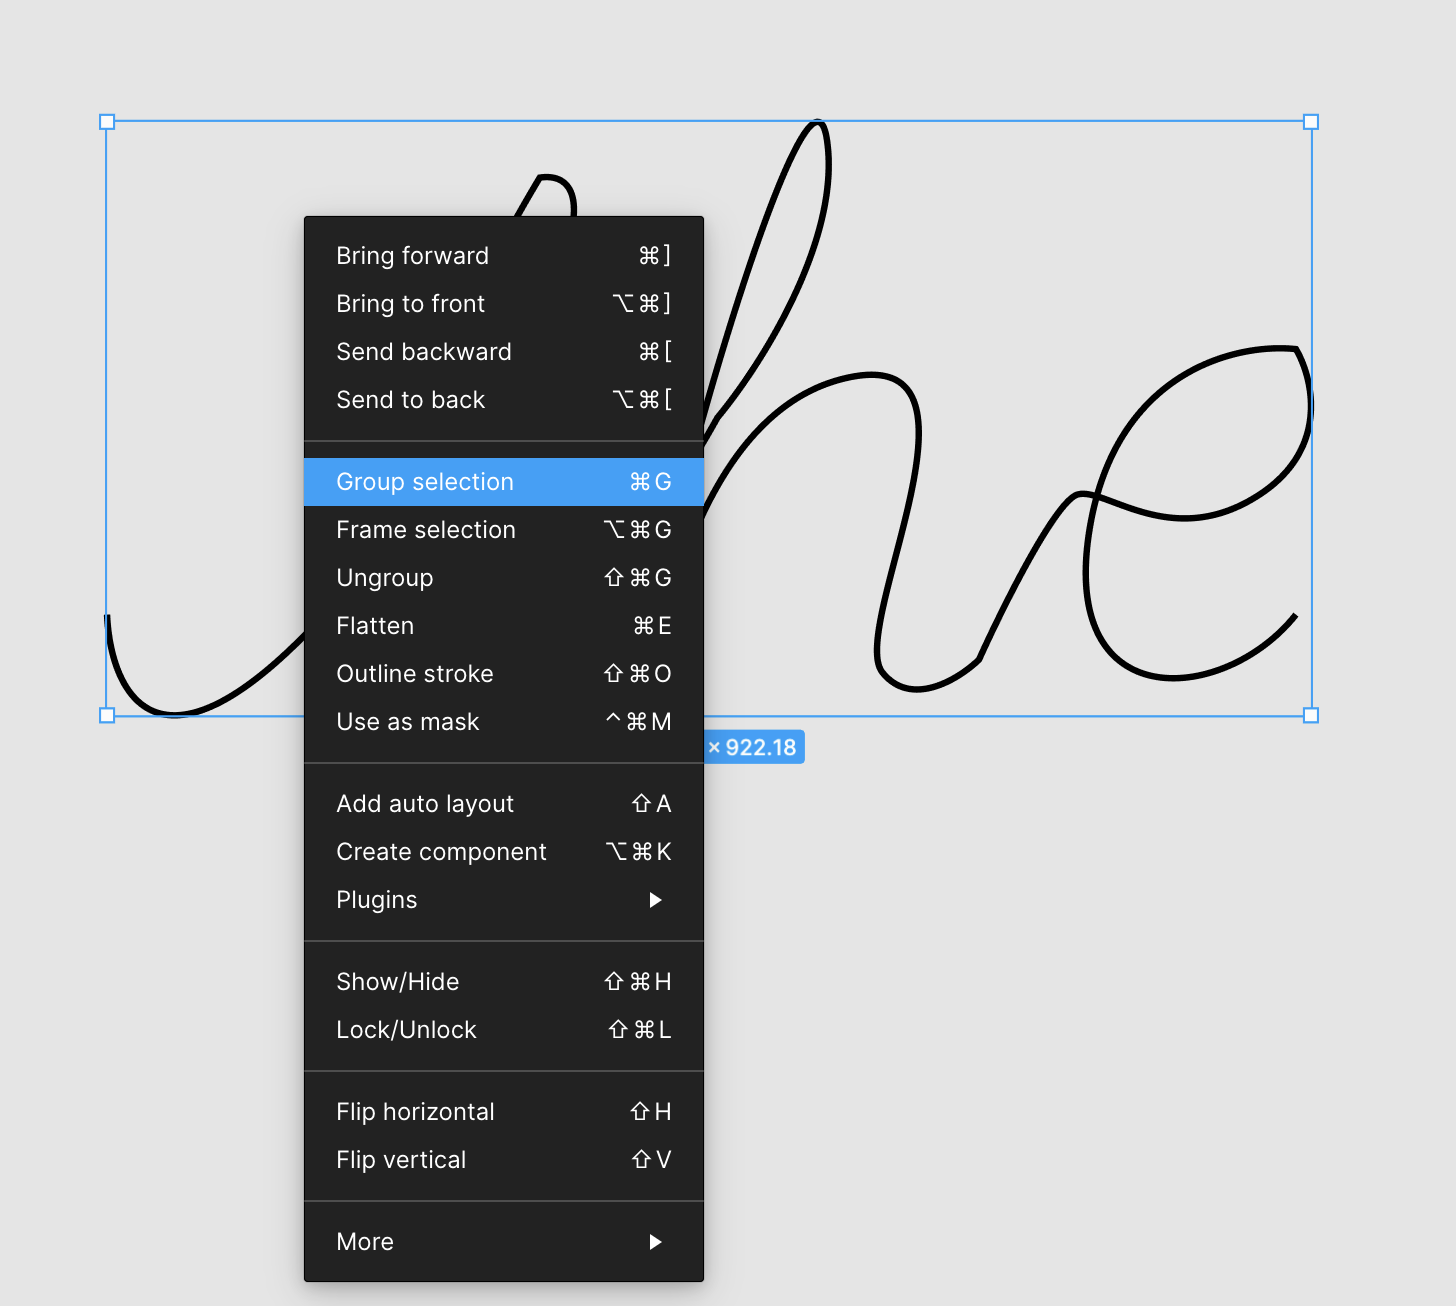 Bring forward ⌘]
Bring to front ⌥⌘]
Send backward ⌘[
Send to back ⌥⌘[
Group selection ⌘G
Frame selection ⌥⌘G
Ungroup ⇧⌘G
Flatten ⌘E
Outline stroke ⇧⌘O
Use as mask ^⌘M
× 922.18
Add auto layout ⇧A
Create component ⌥⌘K
Plugins ▶
Show/Hide ⇧⌘H
Lock/Unlock ⇧⌘L
Flip horizontal ⇧H
Flip vertical ⇧V
More ▶